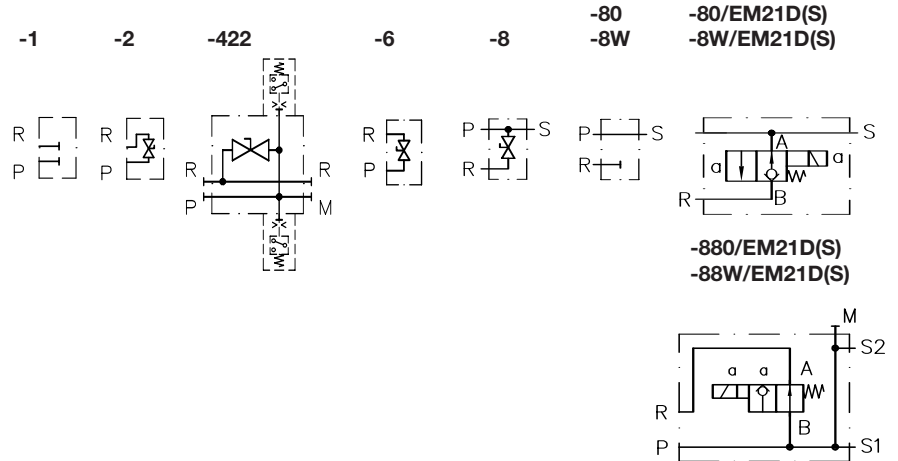 -1 -2 -422 -6 -8 -80 -80/EM21D(S)
-8W -8W/EM21D(S)
R P
R P
R R
P M
R P
P S
R
P S
R
S
A
a a
B
R
-880/EM21D(S)
-88W/EM21D(S)
M
S2
a a A
R
B
P S1